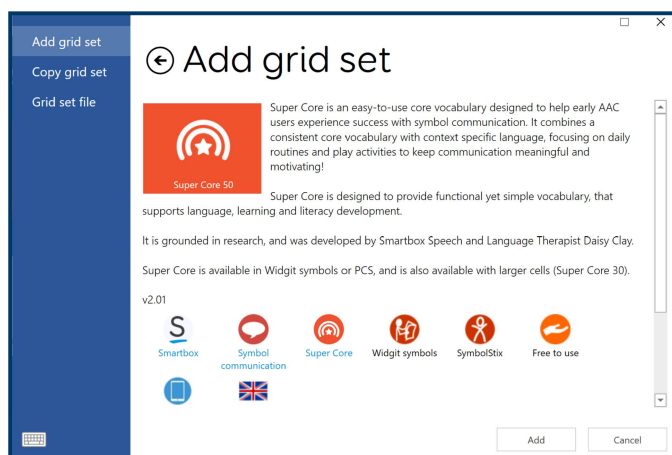 Add grid set
Copy grid set
Grid set file
Add grid set
Super Core 50
Super Core is an easy-to-use core vocabulary designed to help early AAC
users experience success with symbol communication. It combines a
consistent core vocabulary with context specific language, focusing on daily
routines and play activities to keep communication meaningful and
motivating!
Super Core is designed to provide functional yet simple vocabulary, that
supports language, learning and literacy development.
It is grounded in research, and was developed by Smartbox Speech and Language Therapist Daisy Clay.
Super Core is available in Widgit symbols or PCS, and is also available with larger cells (Super Core 30).
v2.01
S
Smartbox
Symbol
communication
Super Core
Widgit symbols
SymbolStix
Free to use
Add
Cancel